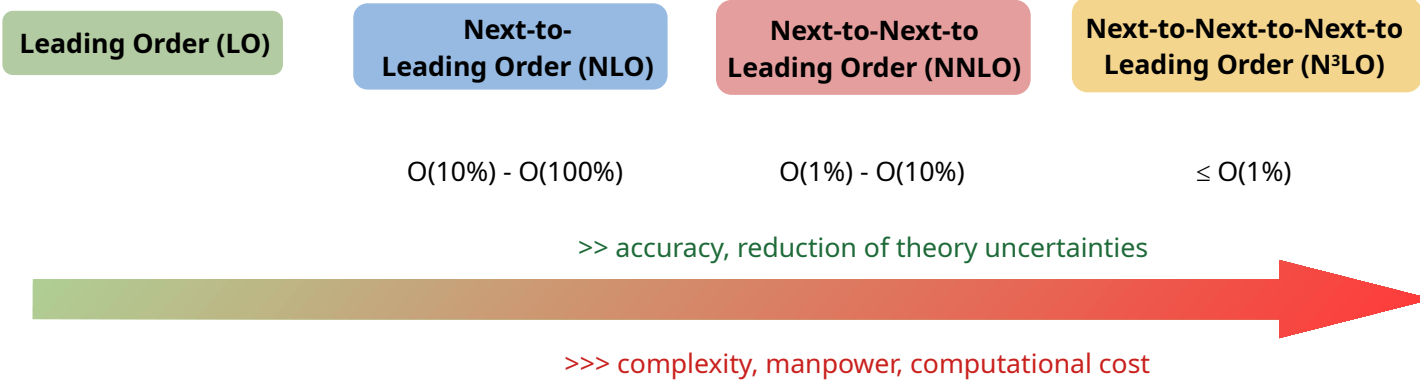 Leading Order (LO)
Next-to-
Leading Order (NLO)
Next-to-Next-to
Leading Order (NNLO)
Next-to-Next-to-Next-to
Leading Order (N³LO)
O(10%) - O(100%)
O(1%) - O(10%)
≤ O(1%)
>> accuracy, reduction of theory uncertainties
>>> complexity, manpower, computational cost